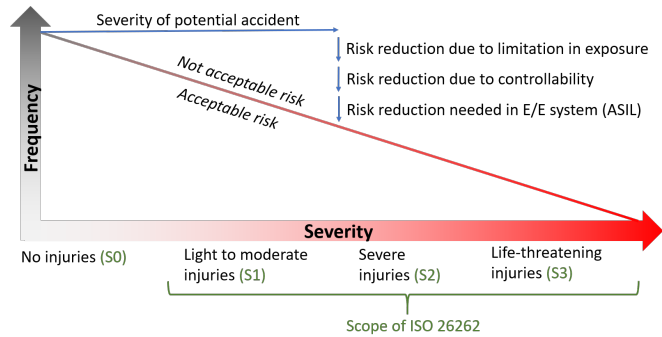 Severity of potential accident
Risk reduction due to limitation in exposure
Not acceptable risk
Risk reduction due to controllability
Acceptable risk
Risk reduction needed in E/E system (ASIL)
Frequency
Severity
No injuries (S0)
Light to moderate
injuries (S1)
Severe
injuries (S2)
Life-threatening
injuries (S3)
Scope of ISO 26262